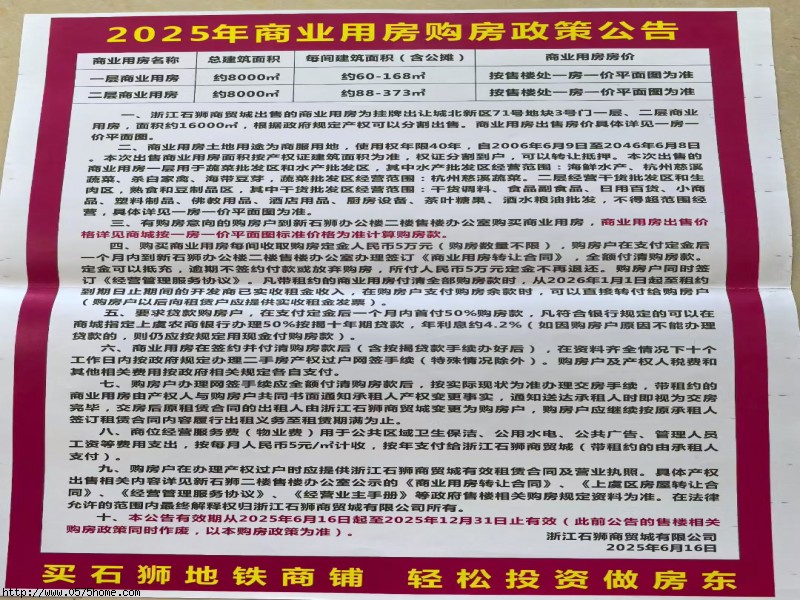 2025年商业用房购房政策公告
商业用房名称 总建筑面积 每间建筑面积（含公摊） 商业用房房价
一层商业用房 约8000㎡ 约60-168㎡ 按售楼处一房一价平面图为准
二层商业用房 约8000㎡ 约88-373㎡ 按售楼处一房一价平面图为准
一、浙江石狮商贸城出售的商业用房为挂牌出让城北新区71号地块3号门一层、二层商业
用房，面积约16000㎡，根据政府规定产权可以分割出售。商业用房出售房价具体详见一房一
价平面图。
二、商业用房土地用途为商服用地，使用权年限40年，自2006年6月9日至2046年6月8日
。本次出售商业用房面积按产权证建筑面积为准，权证分割到户，可以转让抵押。本次出售的
商业用房一层用于蔬菜批发区和水产批发区，其中水产批发区经营范围：海鲜水产、杭州慈溪
蔬菜、杀白家禽、海带豆芽，蔬菜批发区经营范围：杭州慈溪蔬菜。二层经营干货批发区和生
肉区，熟食和豆制品区，其中干货批发区经营范围：干货调料、食品副食品、日用百货、小商
品、塑料制品、佛教用品、酒店用品、厨房设备、茶叶糖果、酒水粮油批发，不得超范围经
营，具体详见一房一价平面图为准。
三、有购房意向的购房户到新石狮办公楼二楼售楼办公室购买商业用房，商业用房出售价
格详见商城按一房一价平面图标准价格为准计算购房款。
四、购买商业用房每间收取购房定金人民币5万元（购房数量不限），购房户在支付定金后
一个月内到新石狮办公楼二楼售楼办公室办理签订《商业用房转让合同》，全额付清购房款。
定金可以抵充，逾期不签约付款或放弃购房，所付人民币5万元定金不再退还。购房户同时签
订《经营管理服务协议》。凡带租约的商业用房付清全部购房款时，从2026年1月1日起至租约
到期日止期间的开发商已实收租金收入，在购房户支付购房余款时，可以直接转付给购房户
（购房户以后向租赁户应提供实收租金发票）。
五、要求贷款购房户，在支付定金后一个月内首付50%购房款，凡符合银行规定的可以在
商城指定上虞农商银行办理50%按揭十年期贷款，年利息约4.2%（如因购房户原因不能办理
贷款的，则仍应按规定用现金付购房款）。
六、商业用房在签约并付清购房款后（含按揭贷款手续办好后），在资料齐全情况下十个
工作日内按政府规定办理二手房产权过户网签手续（特殊情况除外）。购房户及产权人税费和
其他相关费用按政府相关规定各自支付。
七、购房户办理网签手续应全额付清购房款后，按实际现状为准办理交房手续，带租约的
商业用房由产权人与购房户共同书面通知承租人产权变更事实，通知送达承租人时即视为交房
完毕，交房后原租赁合同的出租人由浙江石狮商贸城变更为购房户，购房户应继续按原承租人
签订租赁合同内容履行出租义务至租赁期满为止。
八、商位经营服务费（物业费）用于公共区域卫生保洁、公用水电、公共广告、管理人员
工资等费用支出，按每月人民币5元/㎡计收，按年支付给浙江石狮商贸城（带租约的由承租人
支付）。
九、购房户在办理产权过户时应提供浙江石狮商贸城有效租赁合同及营业执照。具体产权
出售相关内容详见新石狮二楼售楼办公室公示的《商业用房转让合同》、《上虞区房屋转让合
同》、《经营管理服务协议》、《经营业主手册》等政府售楼相关购房规定资料为准。在法律
允许的范围内最终解释权归浙江石狮商贸城有限公司所有。
十、本公告有效期从2025年6月16日起至2025年12月31日止有效（此前公告的售楼相关
购房政策同时作废，以本购房政策为准）。
浙江石狮商贸城有限公司
2025年6月16日
买石狮地铁商铺 轻松投资做房东
http://www.0575home.com/